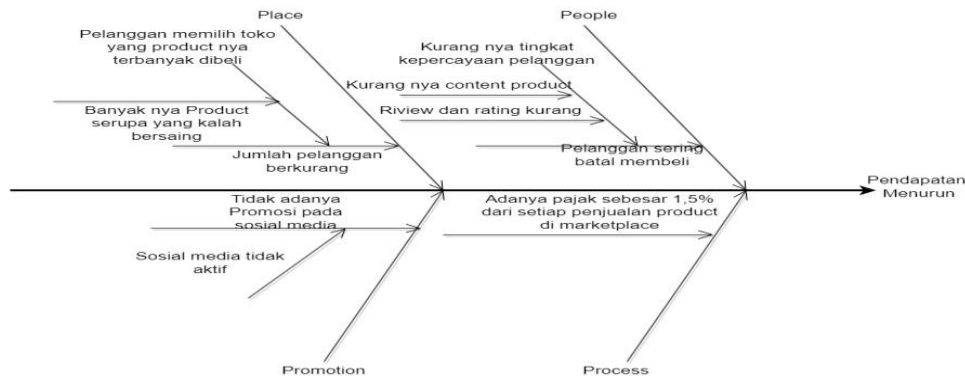 Place
People
Pelanggan memilih toko
yang product nya
terbanyak dibeli
Kurang nya tingkat
kepercayaan pelanggan
Kurang nya content product
Banyak nya Product
serupa yang kalah
bersaing
Riview dan rating kurang
Jumlah pelanggan
berkurang
Pelanggan sering
batal membeli
Pendapatan
Menurun
Tidak adanya
Promosi pada
sosial media
Adanya pajak sebesar 1,5%
dari setiap penjualan product
di marketplace
Sosial media tidak
aktif
Promotion
Process